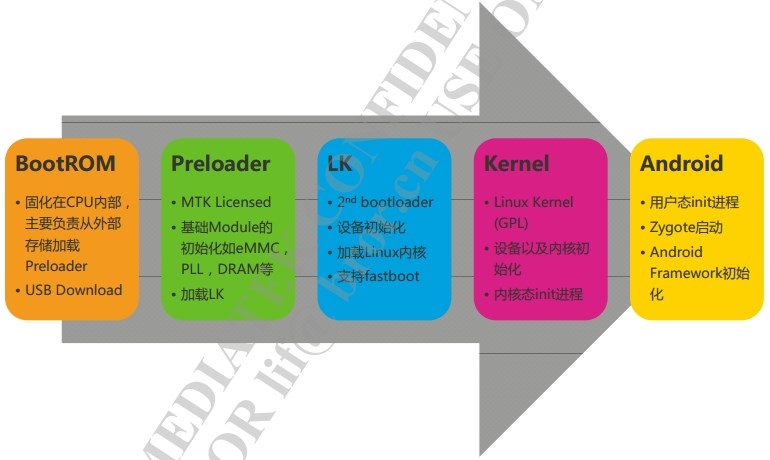 BootROM
• 固化在CPU内部，
主要负责从外部
存储加载
Preloader
• USB Download
Preloader
• MTK Licensed
• 基础Module的
初始化如eMMC，
PLL，DRAM等
• 加载LK
LK
• 2nd bootloader
• 设备初始化
• 加载Linux内核
• 支持fastboot
Kernel
• Linux Kernel
(GPL)
• 设备以及内核初
始化
• 内核态init进程
Android
• 用户态init进程
• Zygote启动
• Android
Framework初始
化